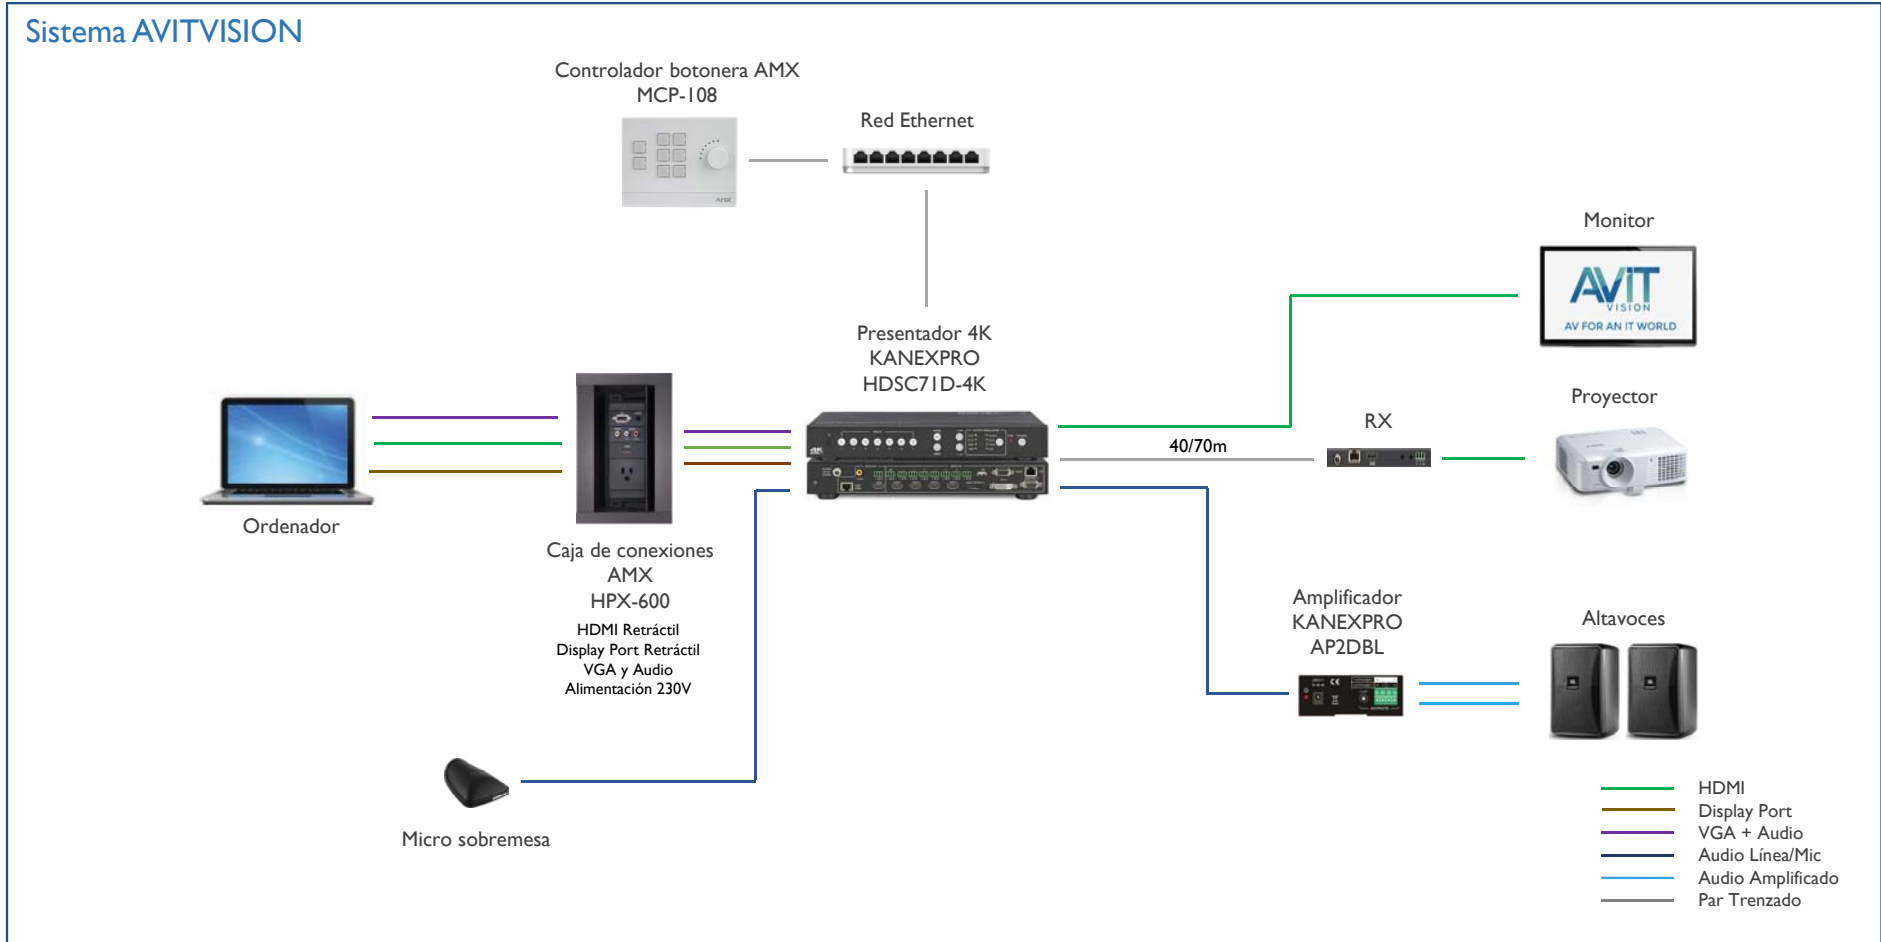 Sistema AVITVISION
Controlador botonera AMX
MCP-108
AMX
Red Ethernet
Monitor
AViT
VISION
AV FOR AN IT WORLD
Presentador 4K
KANEXPRO
HDSC71D-4K
4K
Proyector
RX
40/70m
Ordenador
Caja de conexiones
AMX
HPX-600
HDMI Retráctil
Display Port Retráctil
VGA y Audio
Alimentación 230V
Amplificador
KANEXPRO
AP2DBL
CE
Altavoces
Micro sobremesa
HDMI
Display Port
VGA + Audio
Audio Línea/Mic
Audio Amplificado
Par Trenzado